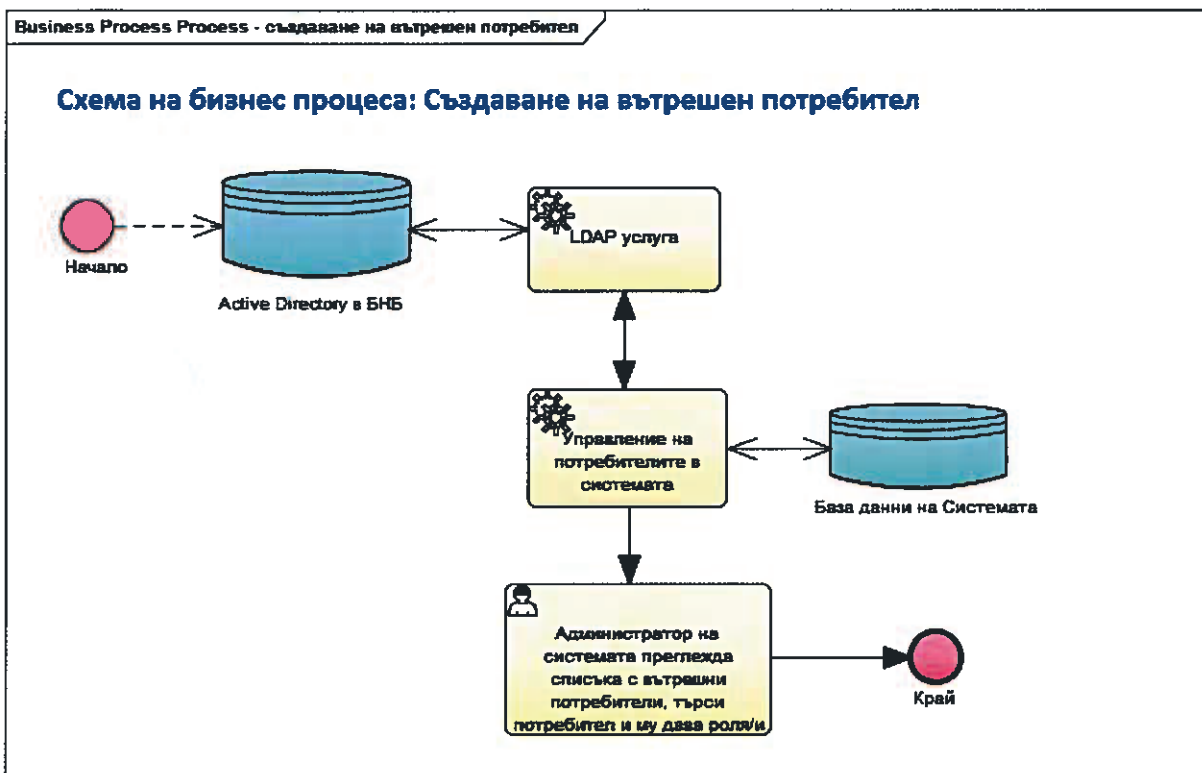 Business Process Process - създаване на вътрешен потребител
Схема на бизнес процеса: Създаване на вътрешен потребител
Начало
Active Directory в БНБ
LDAP услуга
Управление на
потребителите в
системата
База данни на Системата
Администратор на
системата преглежда
списъка с вътрешни
потребители, търси
потребител и му дава роля/и
Край